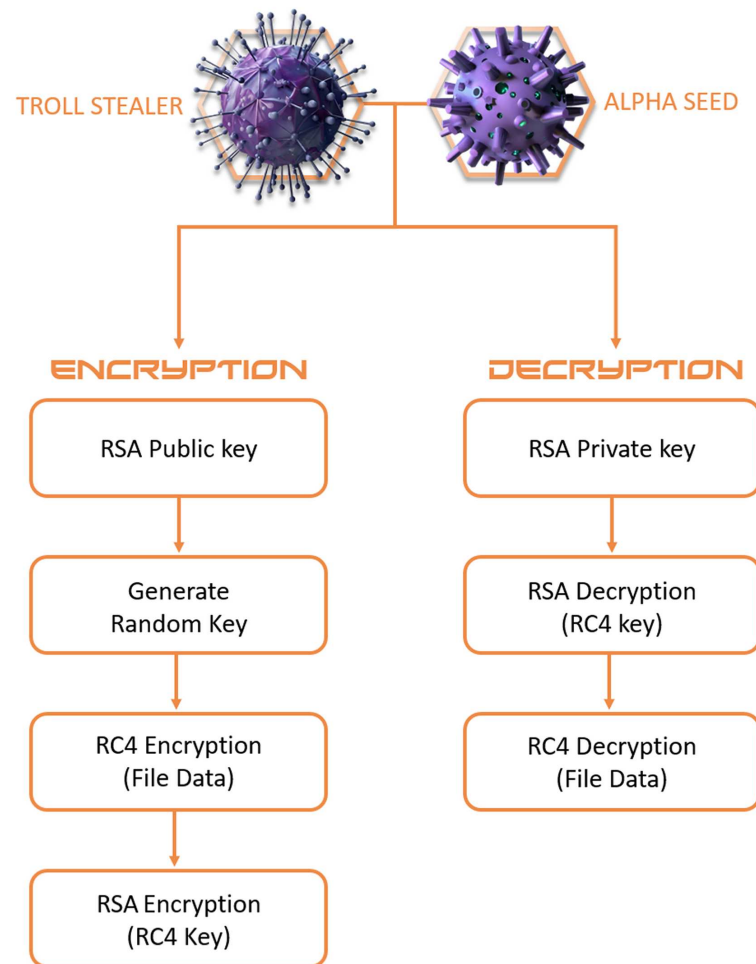 TROLL STEALER
ALPHA SEED
ENCRYPTION
RSA Public key
Generate
Random Key
RC4 Encryption
(File Data)
RSA Encryption
(RC4 Key)
DECRYPTION
RSA Private key
RSA Decryption
(RC4 key)
RC4 Decryption
(File Data)